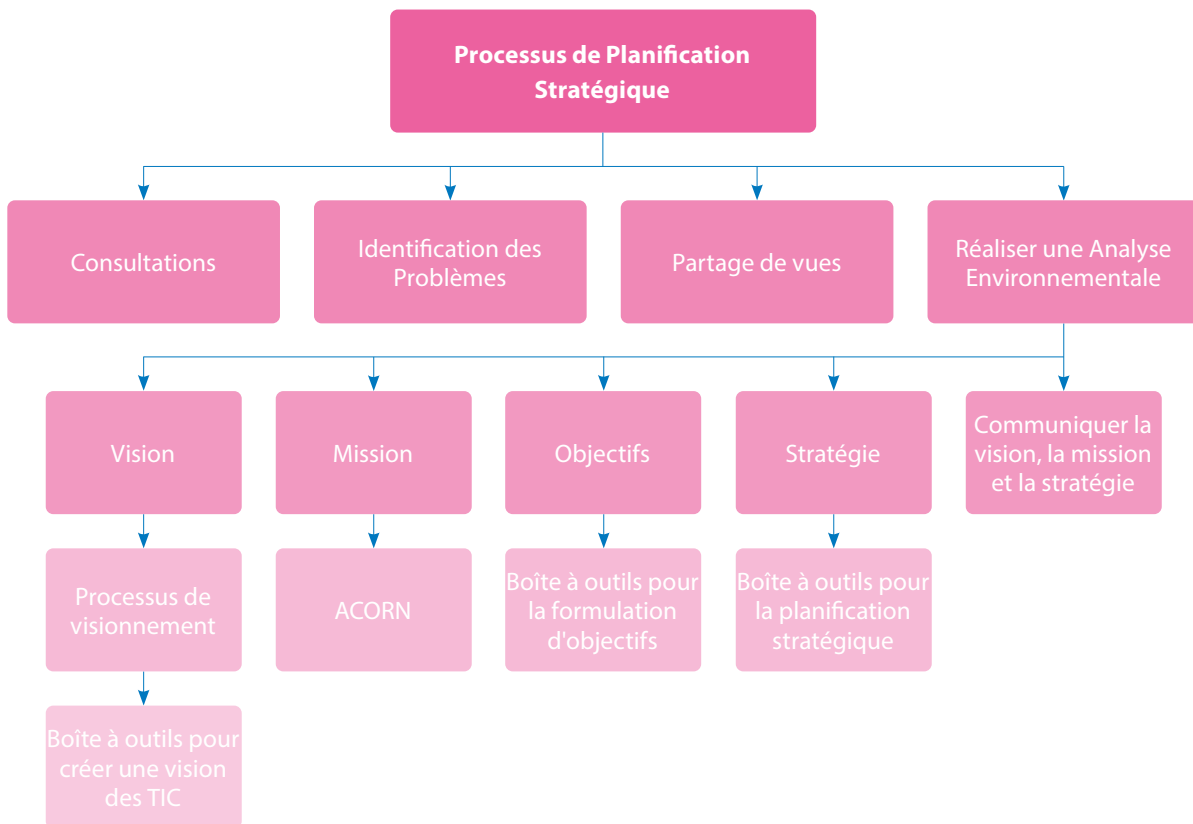 Processus de Planification
Stratégique
Consultations
Identification des
Problèmes
Partage de vues
Réaliser une Analyse
Environnementale
Vision
Mission
Objectifs
Stratégie
Communiquer la
vision, la mission
et la stratégie
Processus de
visionnement
ACORN
Boîte à outils pour
la formulation
d'objectifs
Boîte à outils pour
la planification
stratégique
Boîte à outils pour
créer une vision
des TIC